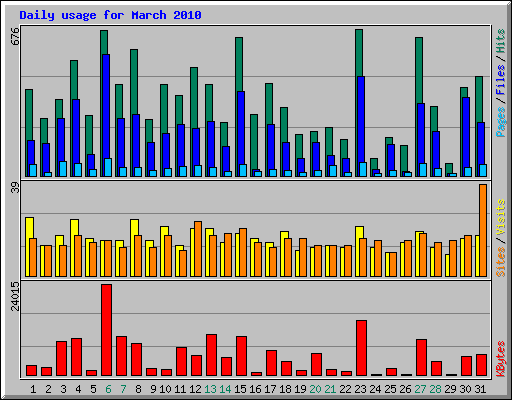 Daily usage for March 2010
676
Pages / Files / Hits
39
Sites / Visits
24015
KBytes
1 2 3 4 5 6 7 8 9 10 11 12 13 14 15 16 17 18 19 20 21 22 23 24 25 26 27 28 29 30 31